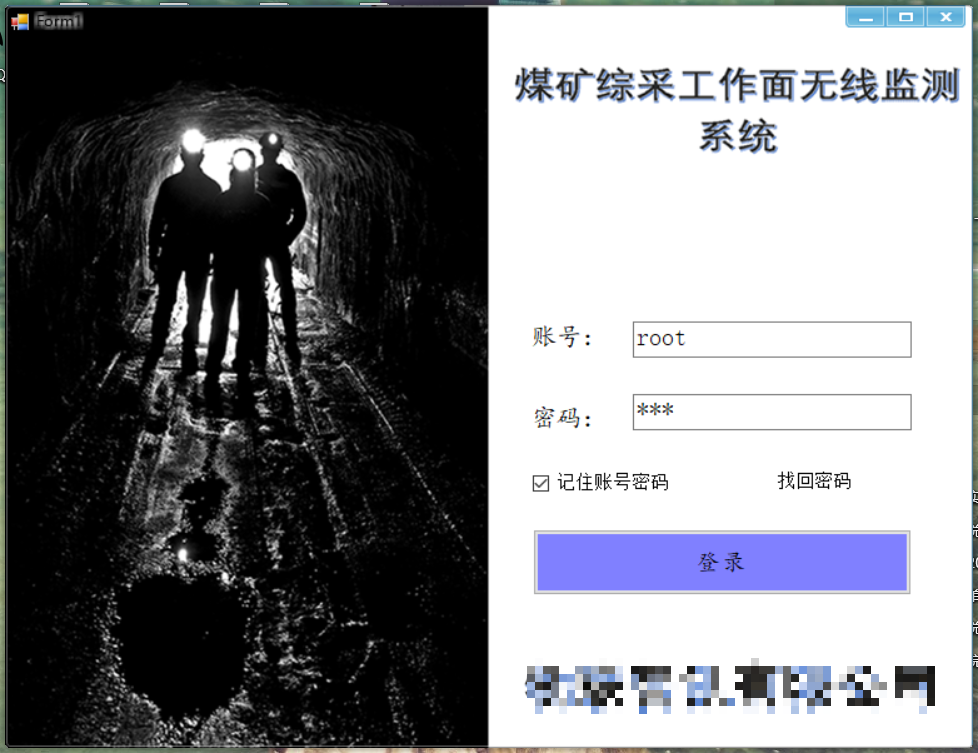 Form1
煤矿综采工作面无线监测
系统
账号： root
密码： ***
记住账号密码 找回密码
登录